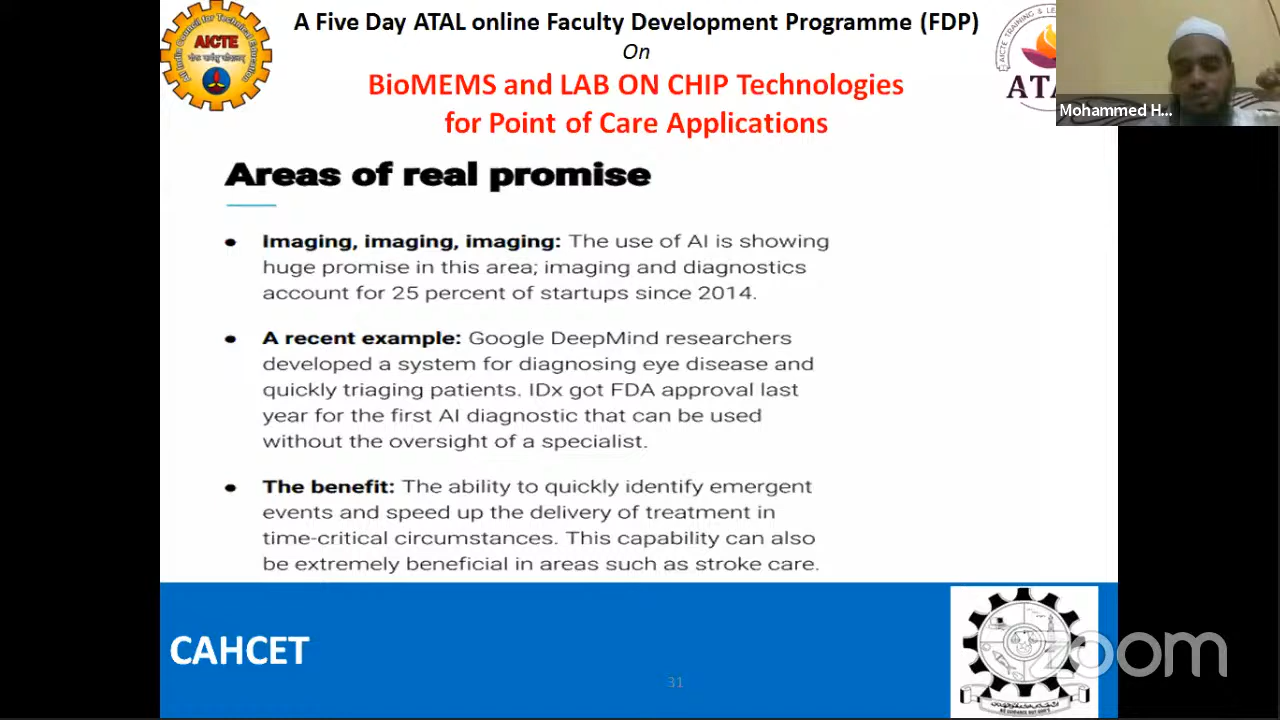 A Five Day ATAL online Faculty Development Programme (FDP)
On
BioMEMS and LAB ON CHIP Technologies
for Point of Care Applications
AICTE
ATA
Mohammed H...
Areas of real promise
● Imaging, imaging, imaging: The use of AI is showing
huge promise in this area; imaging and diagnostics
account for 25 percent of startups since 2014.
● A recent example: Google DeepMind researchers
developed a system for diagnosing eye disease and
quickly triaging patients. IDx got FDA approval last
year for the first AI diagnostic that can be used
without the oversight of a specialist.
● The benefit: The ability to quickly identify emergent
events and speed up the delivery of treatment in
time-critical circumstances. This capability can also
be extremely beneficial in areas such as stroke care.
CAHCET
31
zoom